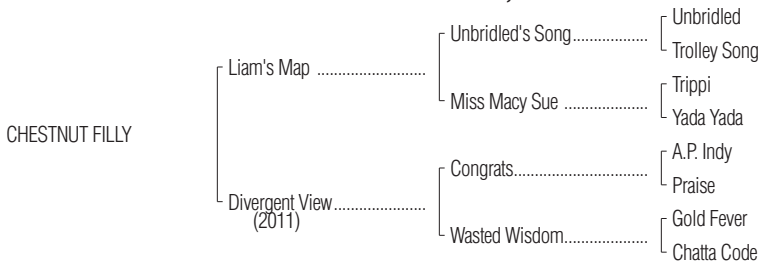 Unbridled
Unbridled's Song..................
Trolley Song
Liam's Map ..........................
Trippi
Miss Macy Sue ....................
Yada Yada
CHESTNUT FILLY
A.P. Indy
Congrats................................
Praise
Divergent View......................
(2011)
Gold Fever
Wasted Wisdom....................
Chatta Code